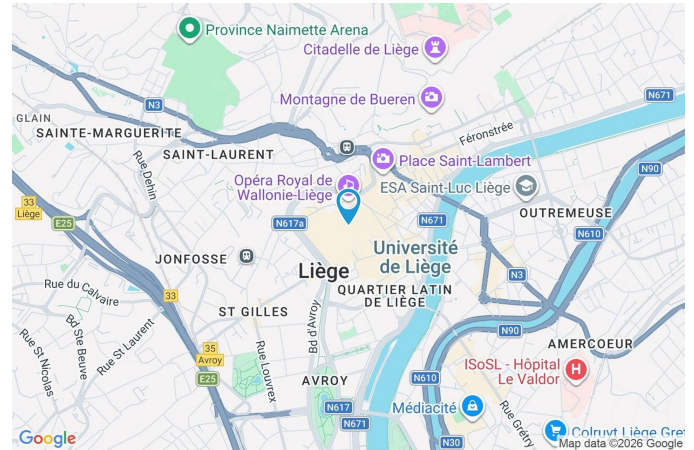 Province Naimette Arena
Citadelle de Liège
N671
Montagne de Bueren
N3
GLAIN
SAINTE-MARGUERITE
Féronstrée
SAINT-LAURENT
Place Saint-Lambert
Rue Dehin
N90
Opéra Royal de
Wallonie-Liège
ESA Saint-Luc Liège
33
Liège
E25
N617a
N671
OUTREMEUSE
N610
Université
de Liège
JONFOSSE
Liège
N3
Rue du Calvaire
33
QUARTIER LATIN
DE LIÈGE
ST GILLES
Bd d'Avroy
N90
Bd Ste Beuve
Rue St Laurent
AMERCOEUR
Rue St Nicolas
35
Avroy
E25
Rue Louvrex
AVROY
N610
ISoSL - Hôpital
Le Valdor
H
N617
Médiacité
Rue Grétry
N671
N30
Colruyt Liège Gret
Google
Map data ©2026 Google